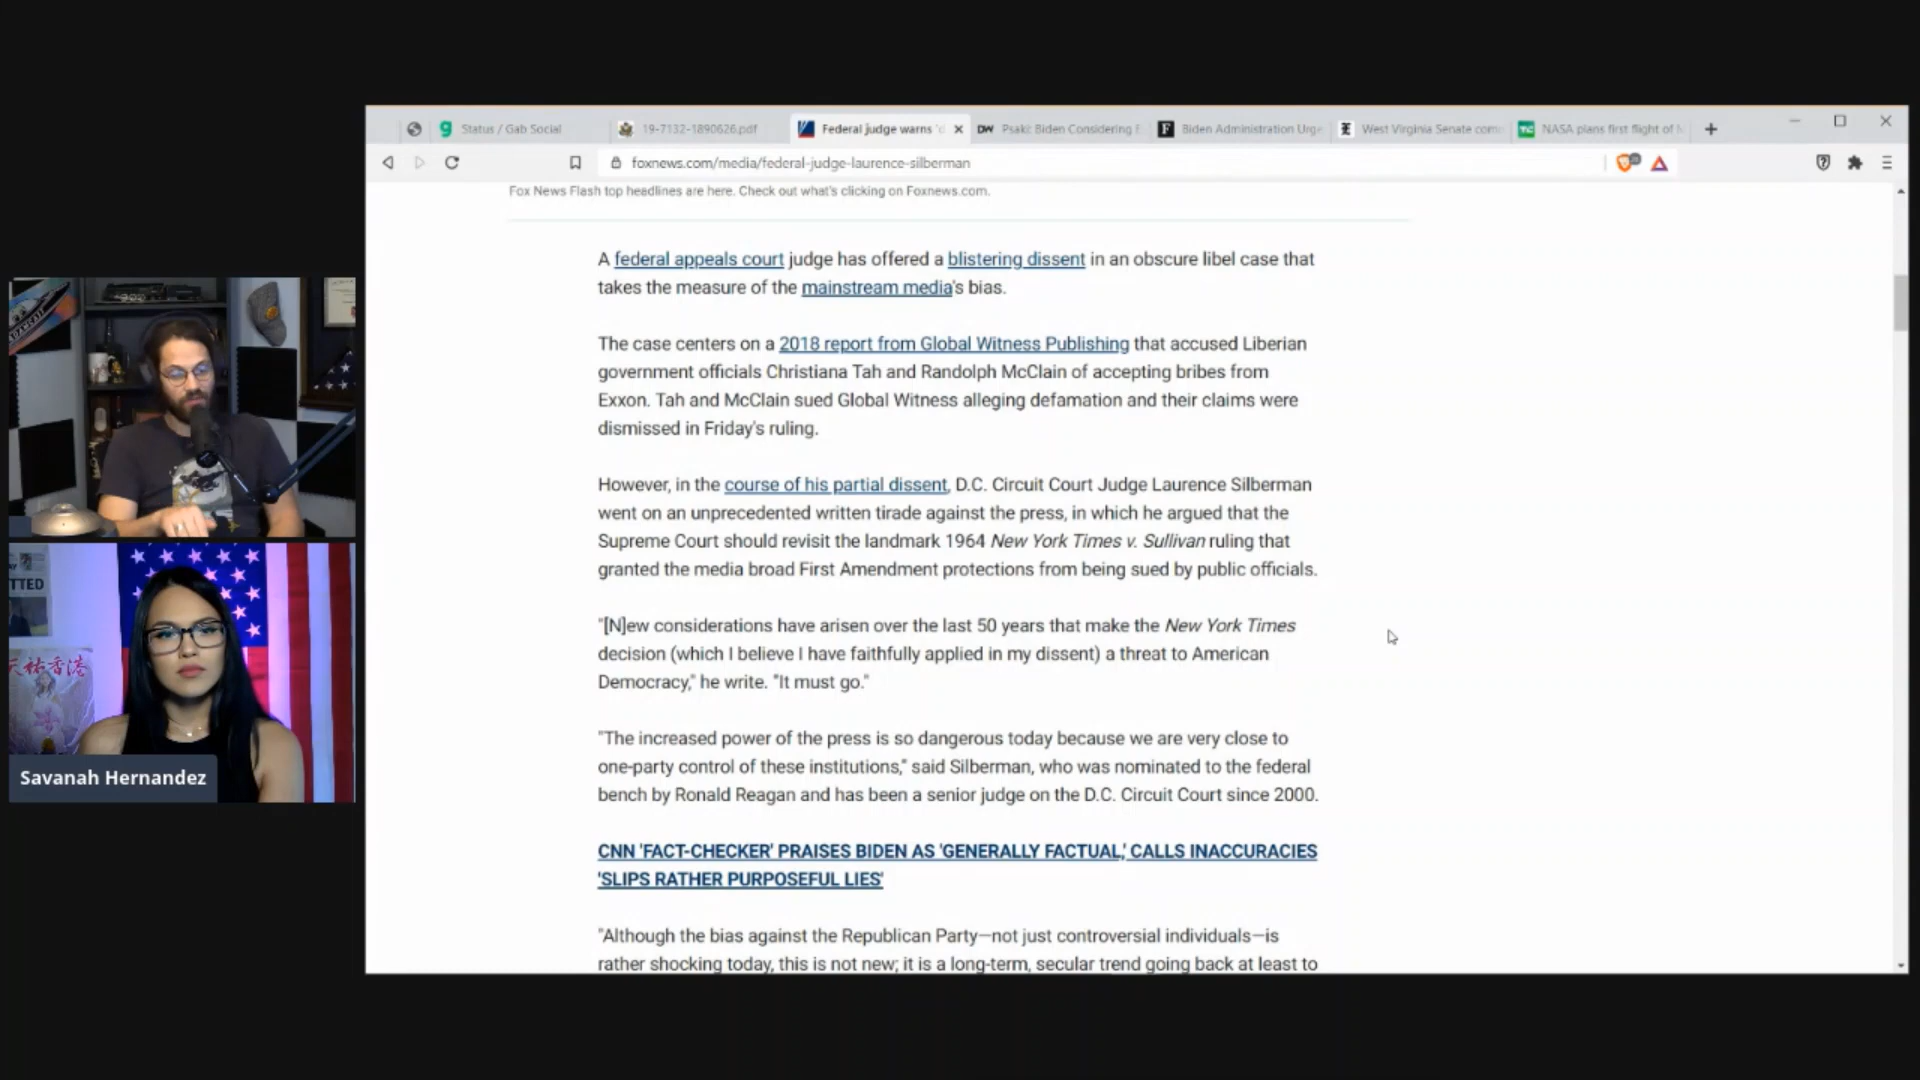 Status / Gab Social
19-7132-1890626.pdf
Federal judge warns 'd
Psaki: Biden Considering F
Biden Administration Urge
West Virginia Senate com
NASA plans first flight of
foxnews.com/media/federal-judge-laurence-silberman
Fox News Flash top headlines are here. Check out what's clicking on Foxnews.com.
A federal appeals court judge has offered a blistering dissent in an obscure libel case that
takes the measure of the mainstream media's bias.
The case centers on a 2018 report from Global Witness Publishing that accused Liberian
government officials Christiana Tah and Randolph McClain of accepting bribes from
Exxon. Tah and McClain sued Global Witness alleging defamation and their claims were
dismissed in Friday's ruling.
However, in the course of his partial dissent, D.C. Circuit Court Judge Laurence Silberman
went on an unprecedented written tirade against the press, in which he argued that the
Supreme Court should revisit the landmark 1964 New York Times v. Sullivan ruling that
granted the media broad First Amendment protections from being sued by public officials.
"[N]ew considerations have arisen over the last 50 years that make the New York Times
decision (which I believe I have faithfully applied in my dissent) a threat to American
Democracy," he write. "It must go."
"The increased power of the press is so dangerous today because we are very close to
one-party control of these institutions," said Silberman, who was nominated to the federal
bench by Ronald Reagan and has been a senior judge on the D.C. Circuit Court since 2000.
CNN 'FACT-CHECKER' PRAISES BIDEN AS 'GENERALLY FACTUAL,' CALLS INACCURACIES
'SLIPS RATHER PURPOSEFUL LIES'
"Although the bias against the Republican Party—not just controversial individuals—is
rather shocking today, this is not new; it is a long-term, secular trend going back at least to
TTED
天祐香港
Savanah Hernandez